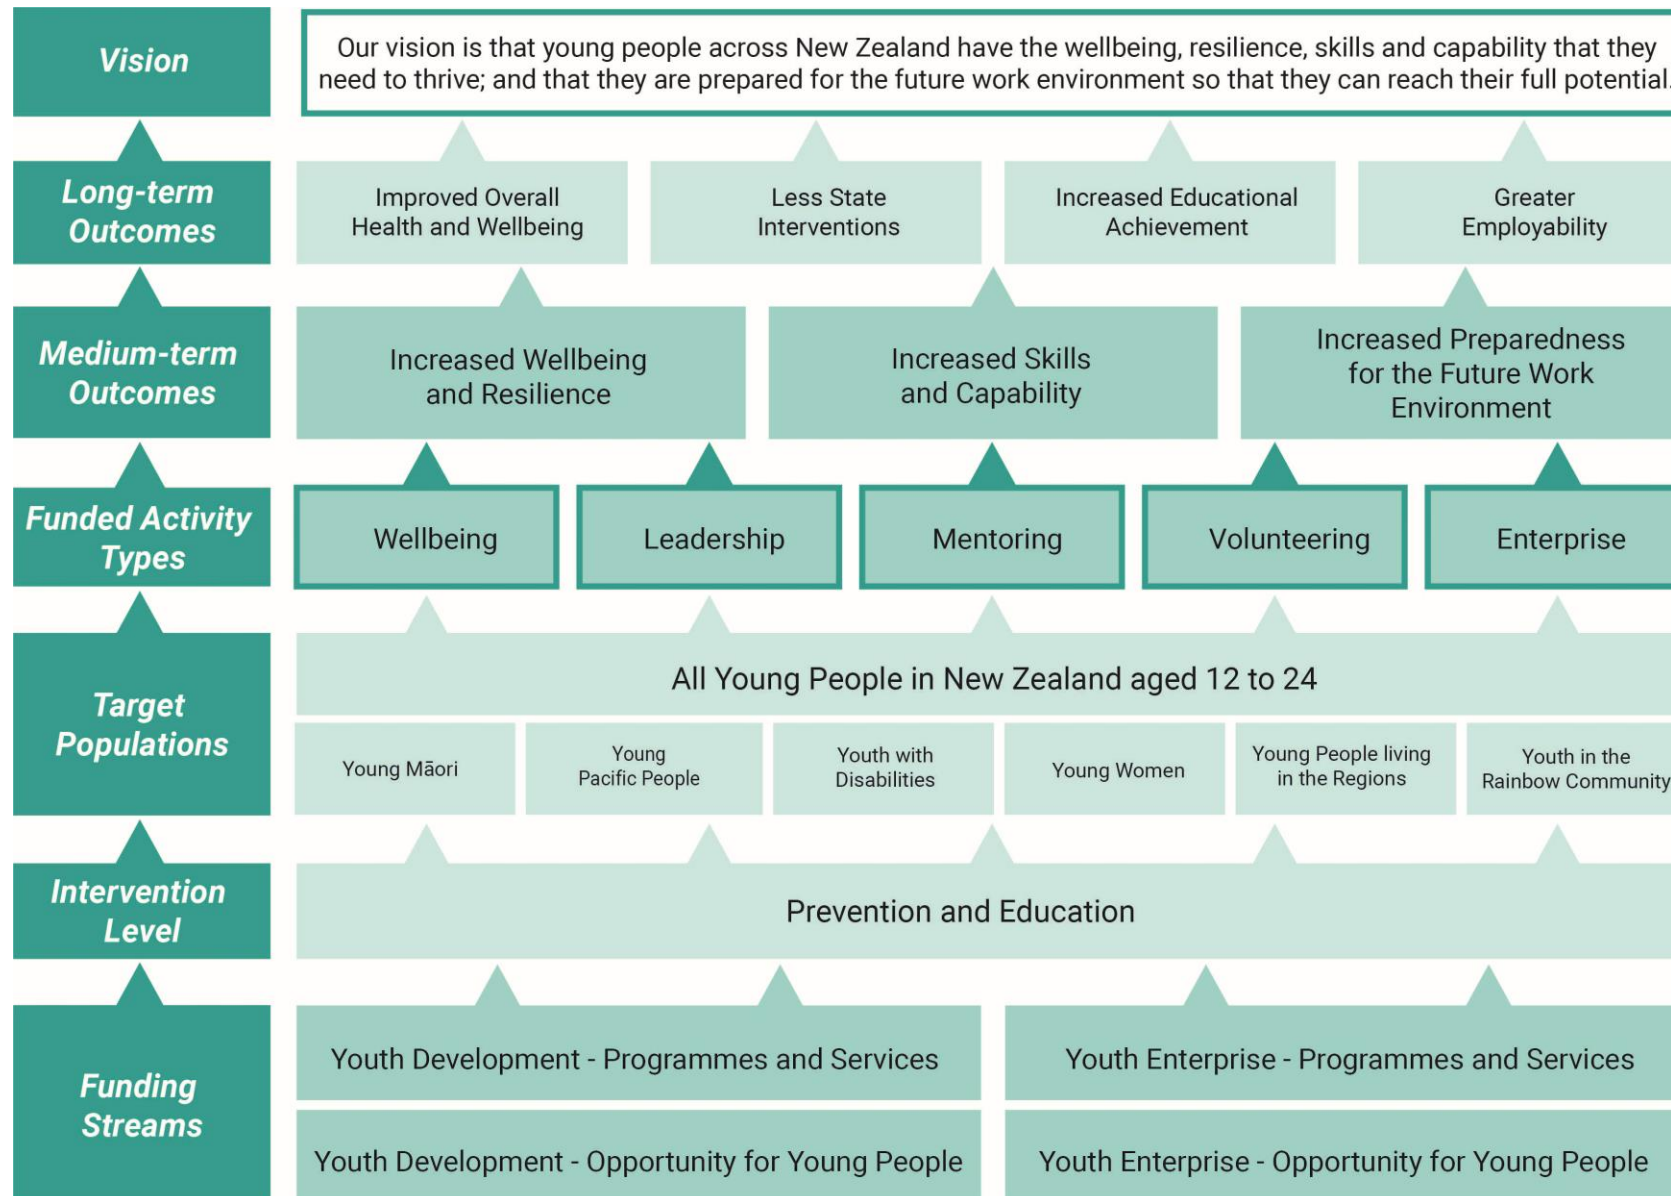 Vision
Our vision is that young people across New Zealand have the wellbeing, resilience, skills and capability that they
need to thrive; and that they are prepared for the future work environment so that they can reach their full potential.
Long-term
Outcomes
Improved Overall
Health and Wellbeing
Less State
Interventions
Increased Educational
Achievement
Greater
Employability
Medium-term
Outcomes
Increased Wellbeing
and Resilience
Increased Skills
and Capability
Increased Preparedness
for the Future Work
Environment
Funded Activity
Types
Wellbeing
Leadership
Mentoring
Volunteering
Enterprise
Target
Populations
All Young People in New Zealand aged 12 to 24
Young Māori
Young
Pacific People
Youth with
Disabilities
Young Women
Young People living
in the Regions
Youth in the
Rainbow Community
Intervention
Level
Prevention and Education
Funding
Streams
Youth Development - Programmes and Services
Youth Enterprise - Programmes and Services
Youth Development - Opportunity for Young People
Youth Enterprise - Opportunity for Young People